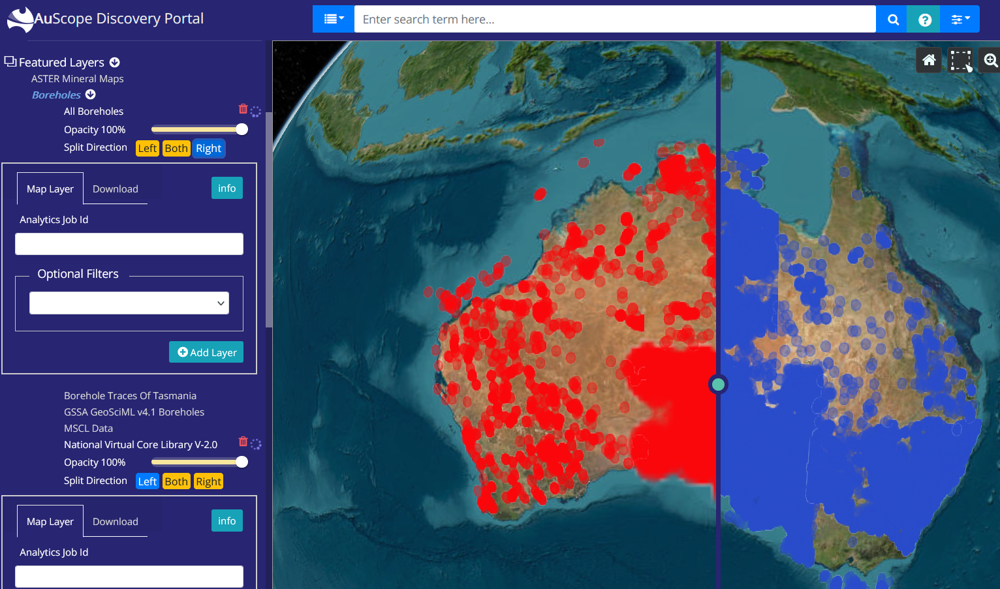 AuScope Discovery Portal
Enter search term here...
Featured Layers
ASTER Mineral Maps
Boreholes
All Boreholes
Opacity 100%
Split Direction Left Both Right
Map Layer Download info
Analytics Job Id
Optional Filters
Add Layer
Borehole Traces Of Tasmania
GSSA GeoSciML v4.1 Boreholes
MSCL Data
National Virtual Core Library V-2.0
Opacity 100%
Split Direction Left Both Right
Map Layer Download info
Analytics Job Id